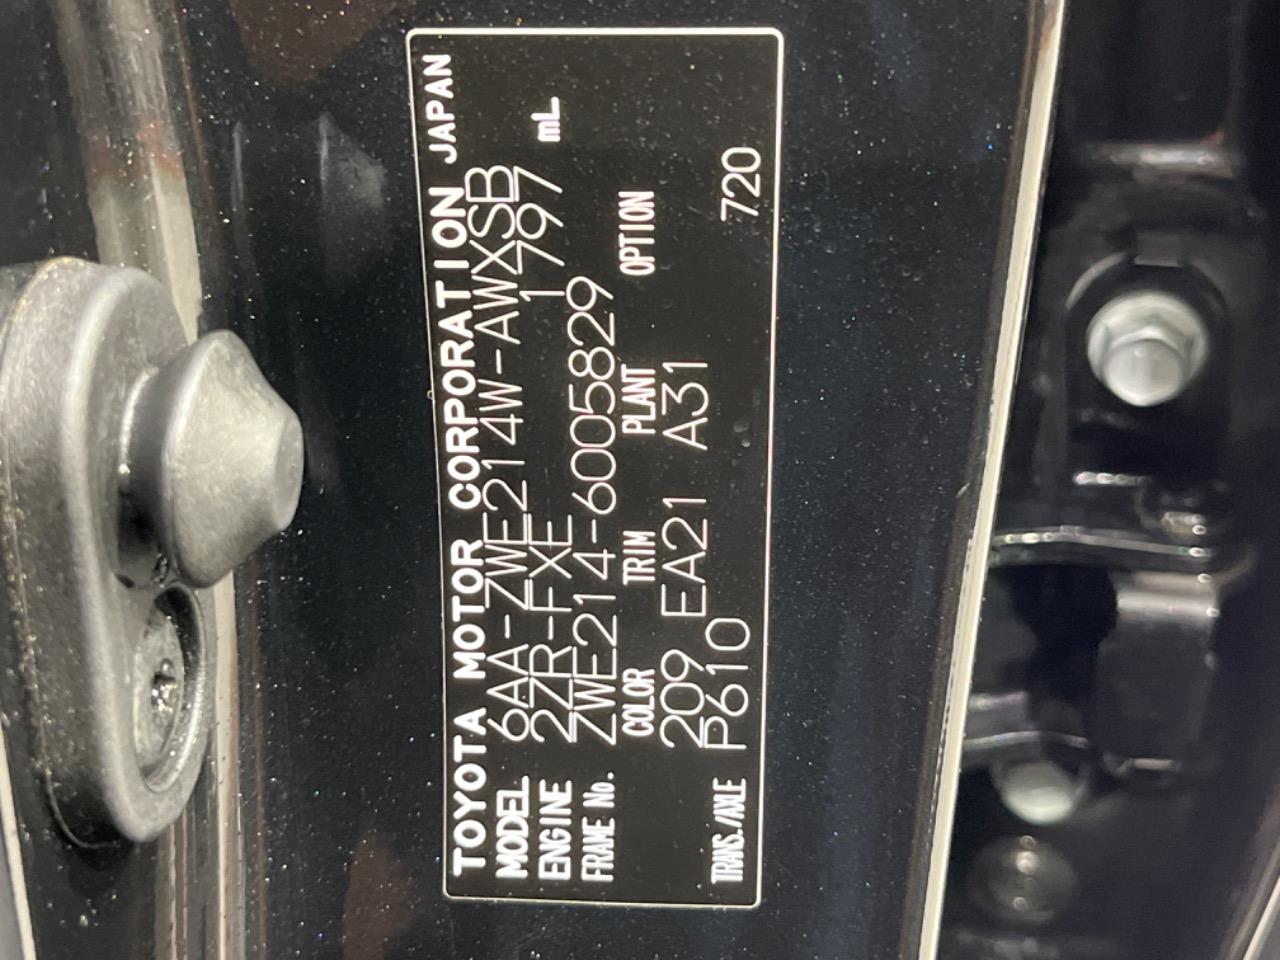 TOYOTA MOTOR CORPORATION JAPAN
MODEL 6AA-ZWE214W-AWXSB
ENGINE 2ZR-FXE 1797 mL
FRAME No. ZWE214-6005829
COLOR TRIM PLANT OPTION
209 EA21 A31
TRANS./AXLE P610 720